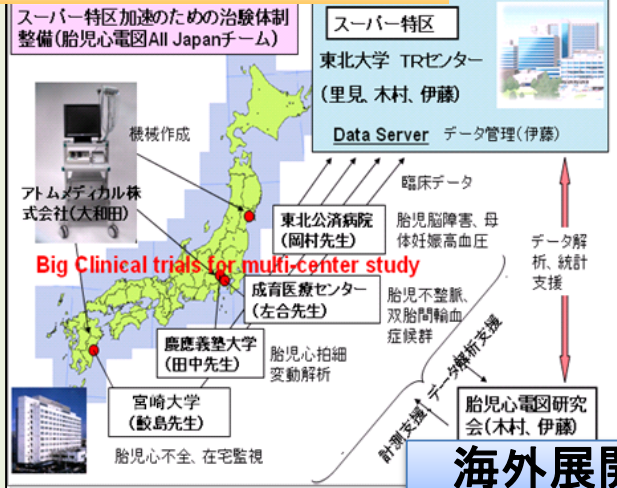 スーパー特区加速のための治験体制
整備(胎児心電図All Japanチーム)
スーパー特区
東北大学 TRセンター
(里見、木村、伊藤)
Data Server データ管理(伊藤)
機械作成
アトムメディカル株
式会社(大和田)
臨床データ
東北公済病院
(岡村先生)
胎児脳障害、母
体妊娠高血圧
データ解
析、統計
支援
Big Clinical trials for multi-center study
成育医療センター
(左合先生)
胎児不整脈、
双胎間輸血
症候群
慶應義塾大学
(田中先生)
胎児心拍細
変動解析
宮崎大学
(鮫島先生)
胎児心不全、在宅監視
計測支援、データ解析支援
胎児心電図研究
会(木村、伊藤)
海外展開